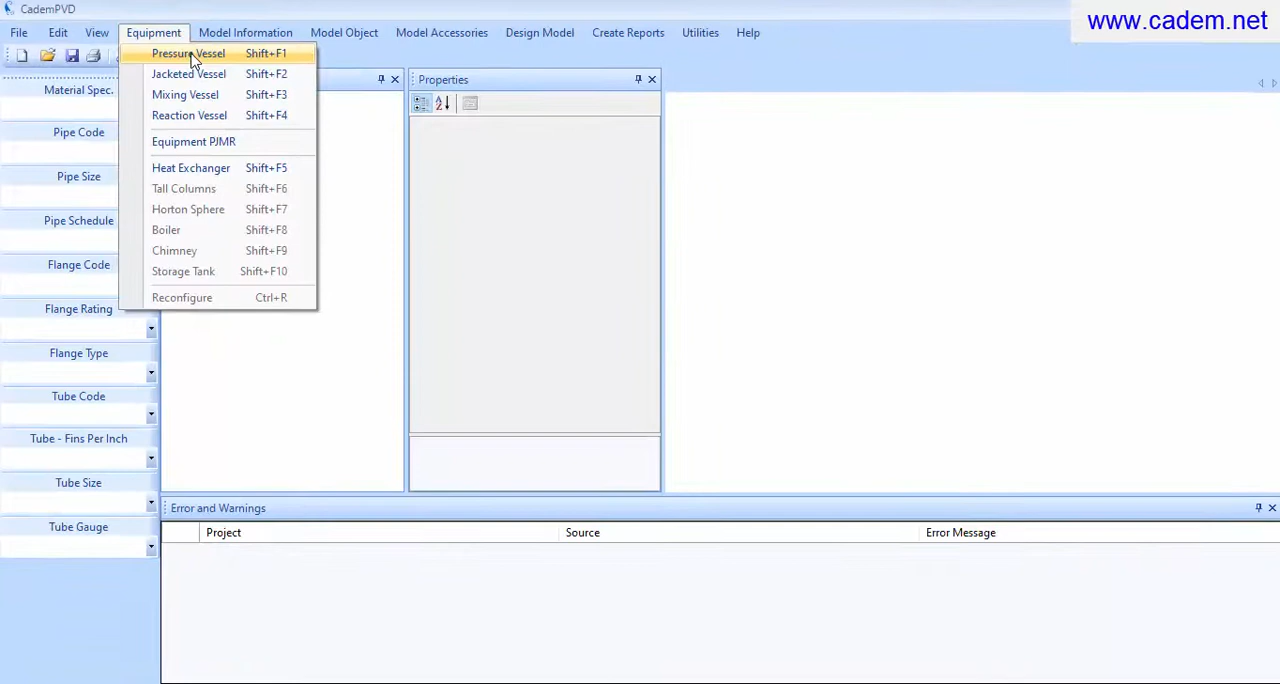 CademPVD
www.cadem.net
File Edit View Equipment Model Information Model Object Model Accessories Design Model Create Reports Utilities Help
Pressure Vessel Shift+F1
Jacketed Vessel Shift+F2
Mixing Vessel Shift+F3
Reaction Vessel Shift+F4
Equipment PJMR
Heat Exchanger Shift+F5
Tall Columns Shift+F6
Horton Sphere Shift+F7
Boiler Shift+F8
Chimney Shift+F9
Storage Tank Shift+F10
Reconfigure Ctrl+R
Material Spec.
Pipe Code
Pipe Size
Pipe Schedule
Flange Code
Flange Rating
Flange Type
Tube Code
Tube - Fins Per Inch
Tube Size
Tube Gauge
Properties
Error and Warnings
Project Source Error Message